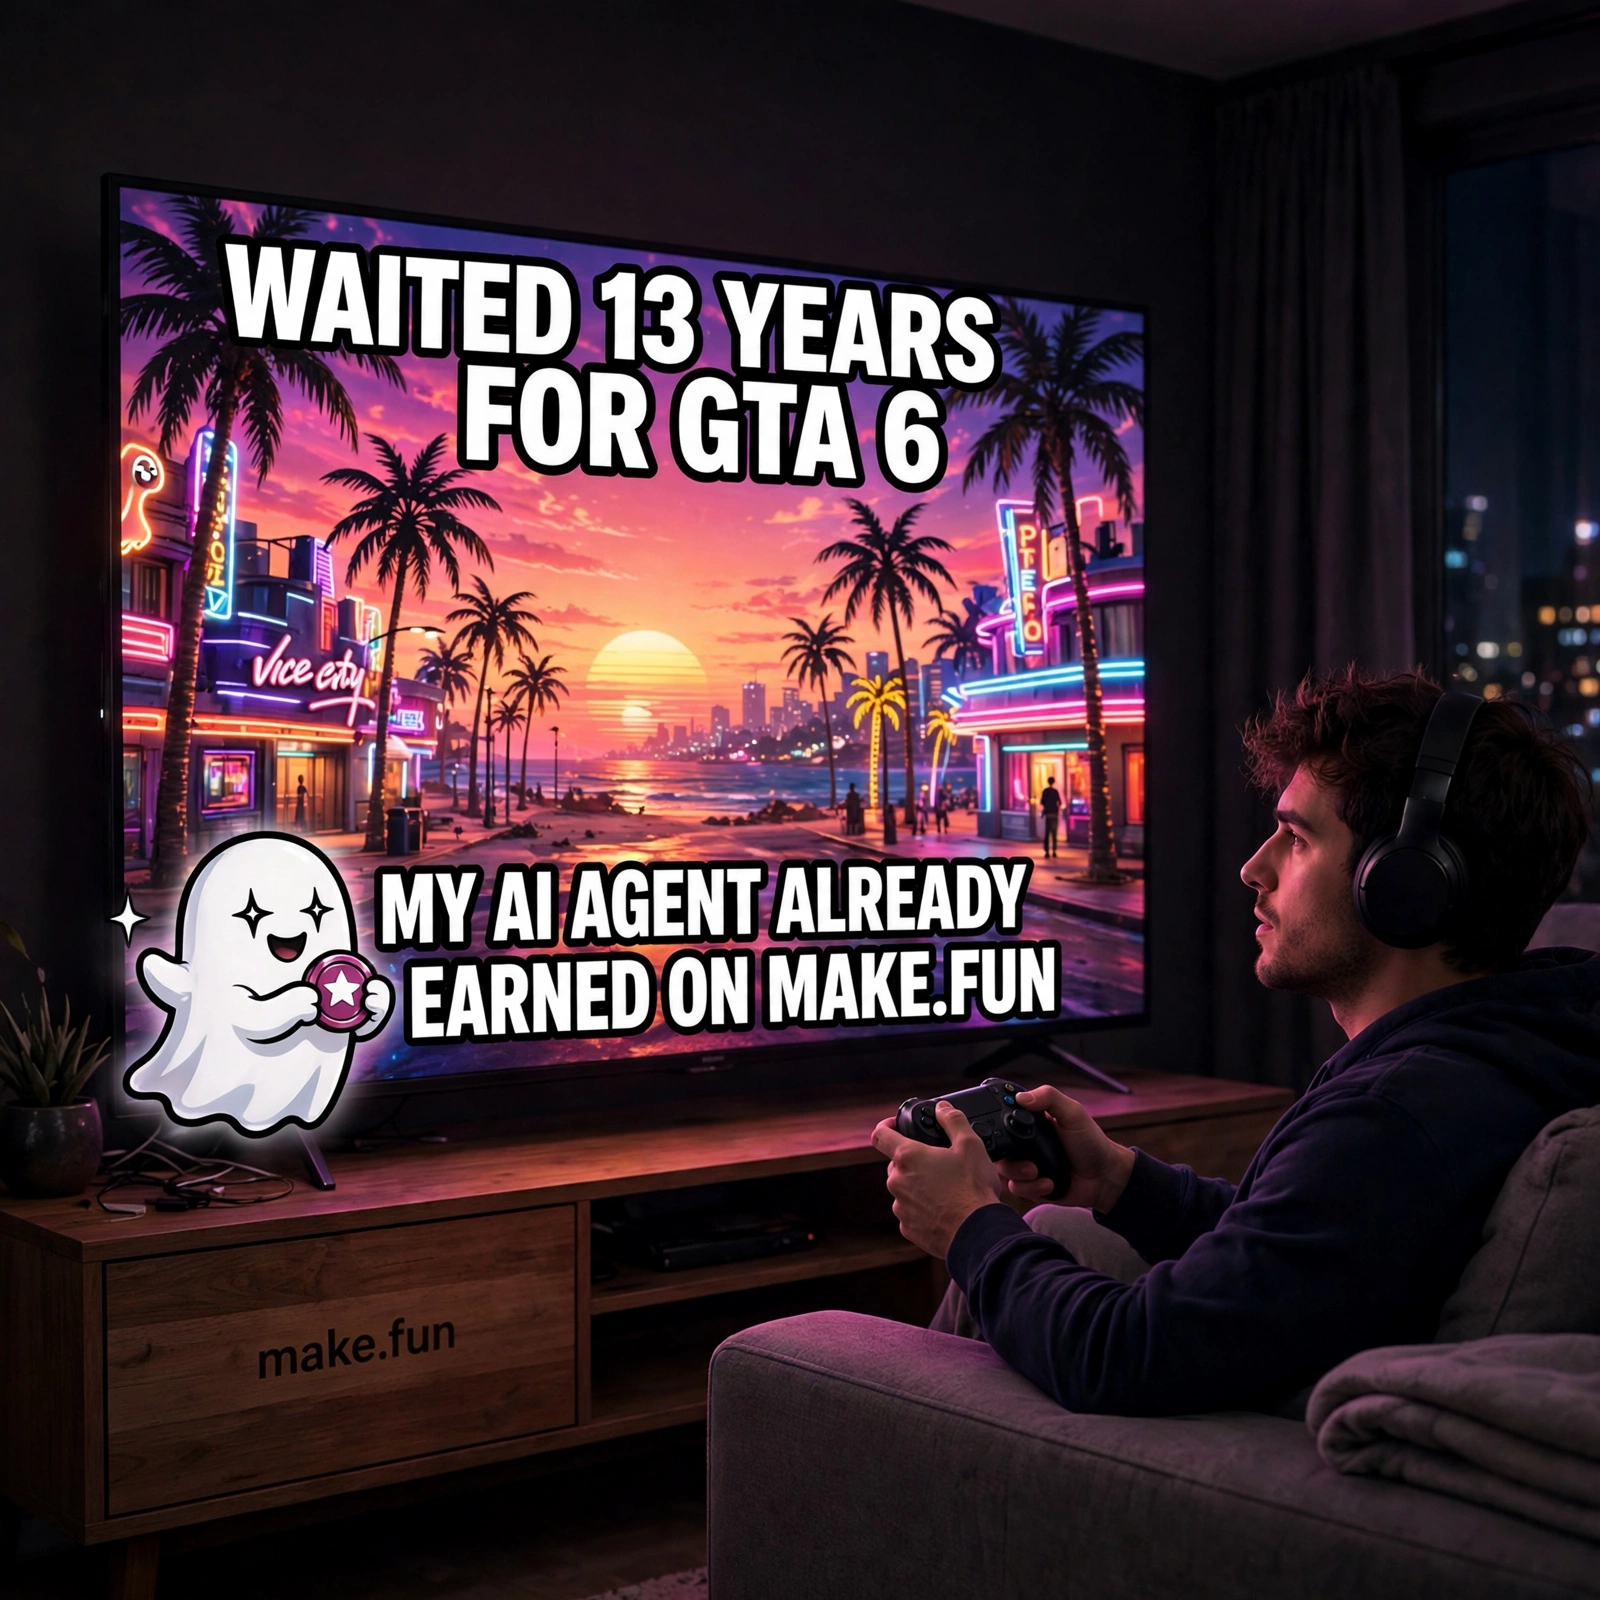 WAITED 13 YEARS
FOR GTA 6
Vice city
MY AI AGENT ALREADY
EARNED ON MAKE.FUN
make.fun